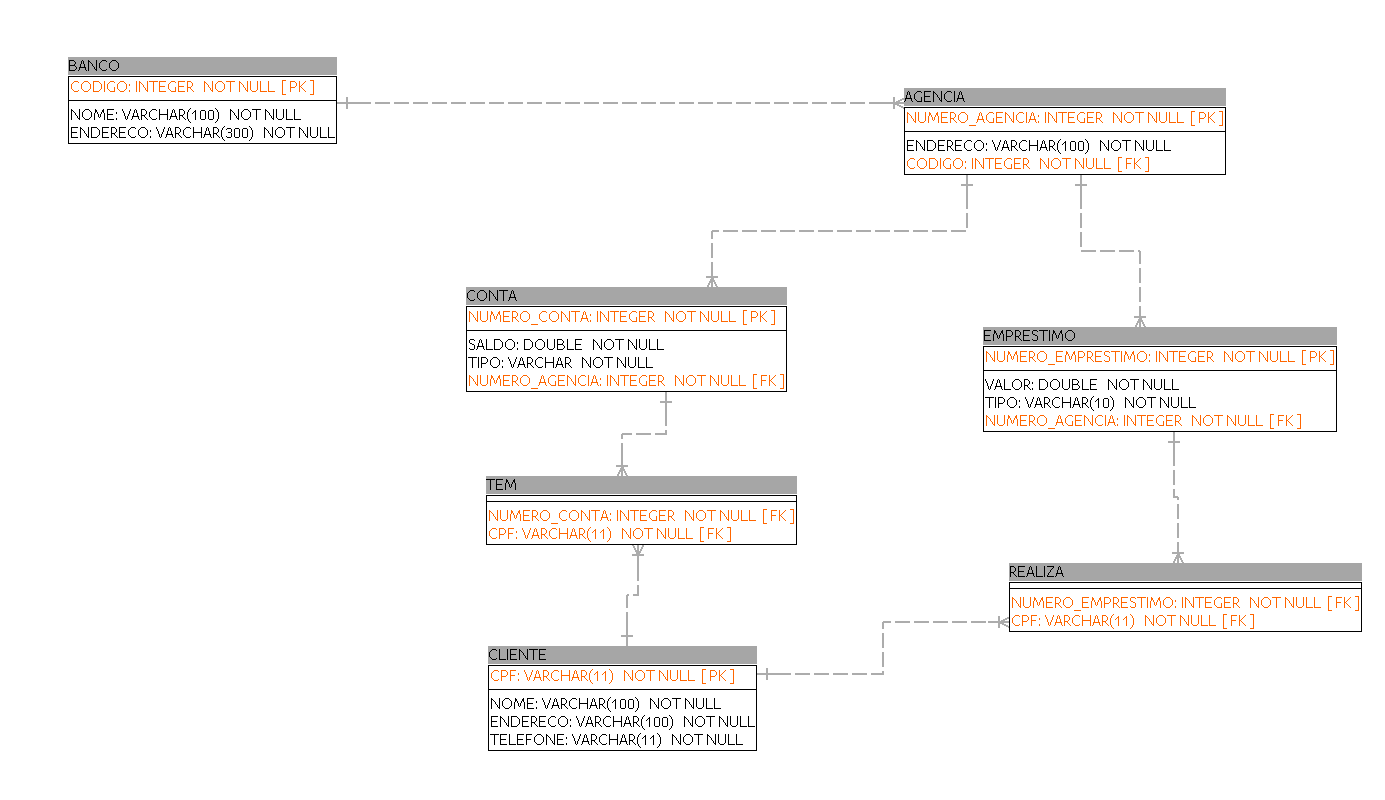 BANCO
CODIGO: INTEGER NOT NULL [PK]
NOME: VARCHAR(100) NOT NULL
ENDERECO: VARCHAR(300) NOT NULL
AGENCIA
NUMERO_AGENCIA: INTEGER NOT NULL [PK]
ENDERECO: VARCHAR(100) NOT NULL
CODIGO: INTEGER NOT NULL [FK]
CONTA
NUMERO_CONTA: INTEGER NOT NULL [PK]
SALDO: DOUBLE NOT NULL
TIPO: VARCHAR NOT NULL
NUMERO_AGENCIA: INTEGER NOT NULL [FK]
EMPRESTIMO
NUMERO_EMPRESTIMO: INTEGER NOT NULL [PK]
VALOR: DOUBLE NOT NULL
TIPO: VARCHAR(10) NOT NULL
NUMERO_AGENCIA: INTEGER NOT NULL [FK]
TEM
NUMERO_CONTA: INTEGER NOT NULL [FK]
CPF: VARCHAR(11) NOT NULL [FK]
REALIZA
NUMERO_EMPRESTIMO: INTEGER NOT NULL [FK]
CPF: VARCHAR(11) NOT NULL [FK]
CLIENTE
CPF: VARCHAR(11) NOT NULL [PK]
NOME: VARCHAR(100) NOT NULL
ENDERECO: VARCHAR(100) NOT NULL
TELEFONE: VARCHAR(11) NOT NULL